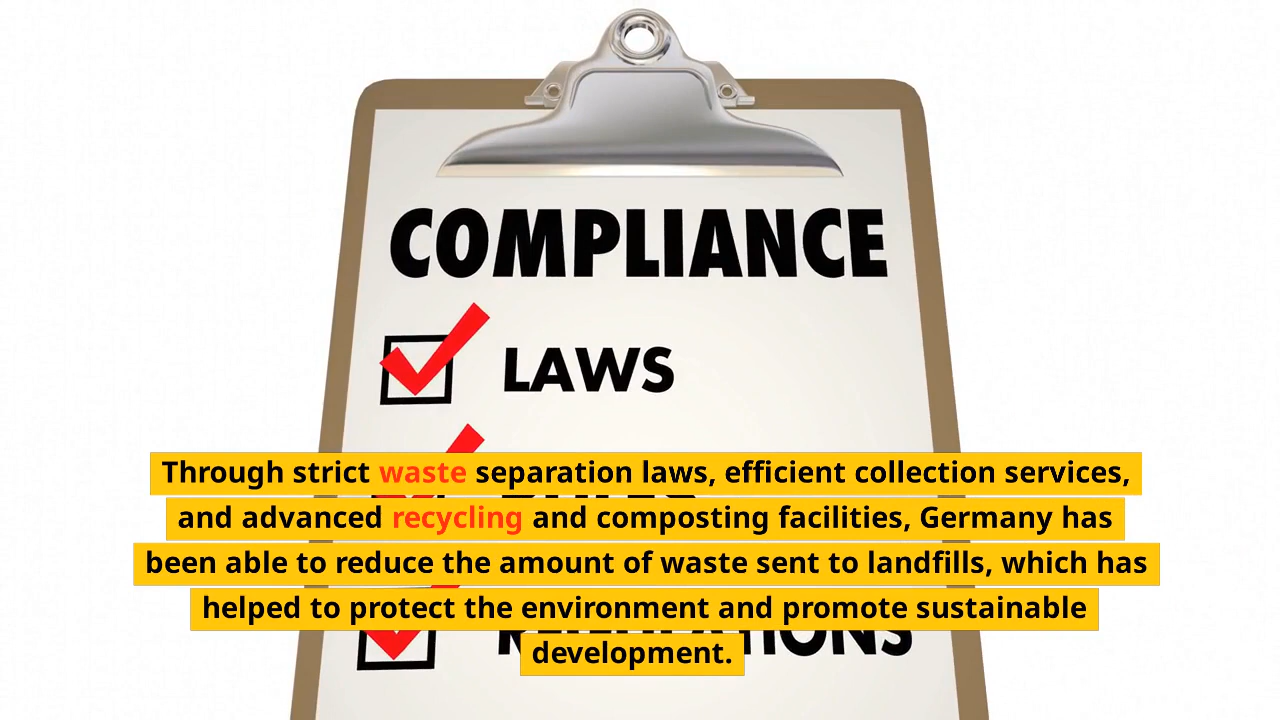 COMPLIANCE
LAWS
Through strict waste separation laws, efficient collection services,
and advanced recycling and composting facilities, Germany has
been able to reduce the amount of waste sent to landfills, which has
helped to protect the environment and promote sustainable
development.